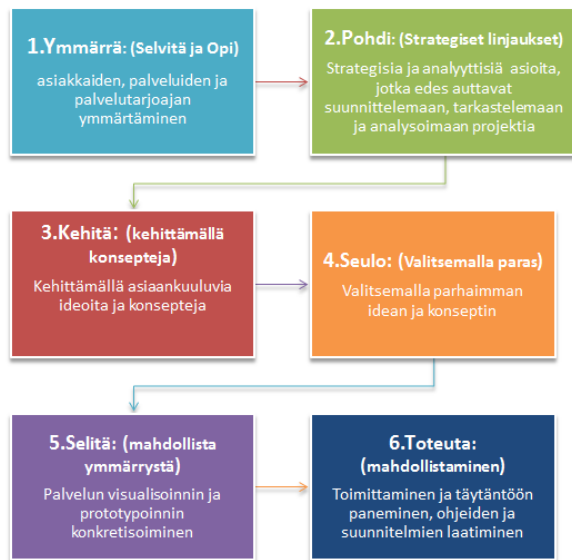 1.Ymmärrä: (Selvitä ja Opi)
asiakkaiden, palveluiden ja
palvelutarjoajan
ymmärtäminen
2.Pohdi: (Strategiset linjaukset)
Strategisia ja analyyttisiä asioita,
jotka edes auttavat
suunnittelemaan, tarkastelemaan
ja analysoimaan projektia
3.Kehitä: (kehittämällä
konsepteja)
Kehittämällä asiaankuuluvia
ideoita ja konsepteja
4.Seulo: (Valitsemalla paras)
Valitsemalla parhaimman
idean ja konseptin
5.Selitä: (mahdollista
ymmärrystä)
Palvelun visualisoinnin ja
prototypoinnin
konkretisoiminen
6.Toteuta:
(mahdollistaminen)
Toimittaminen ja täytäntöön
paneminen, ohjeiden ja
suunnitelmien laatiminen